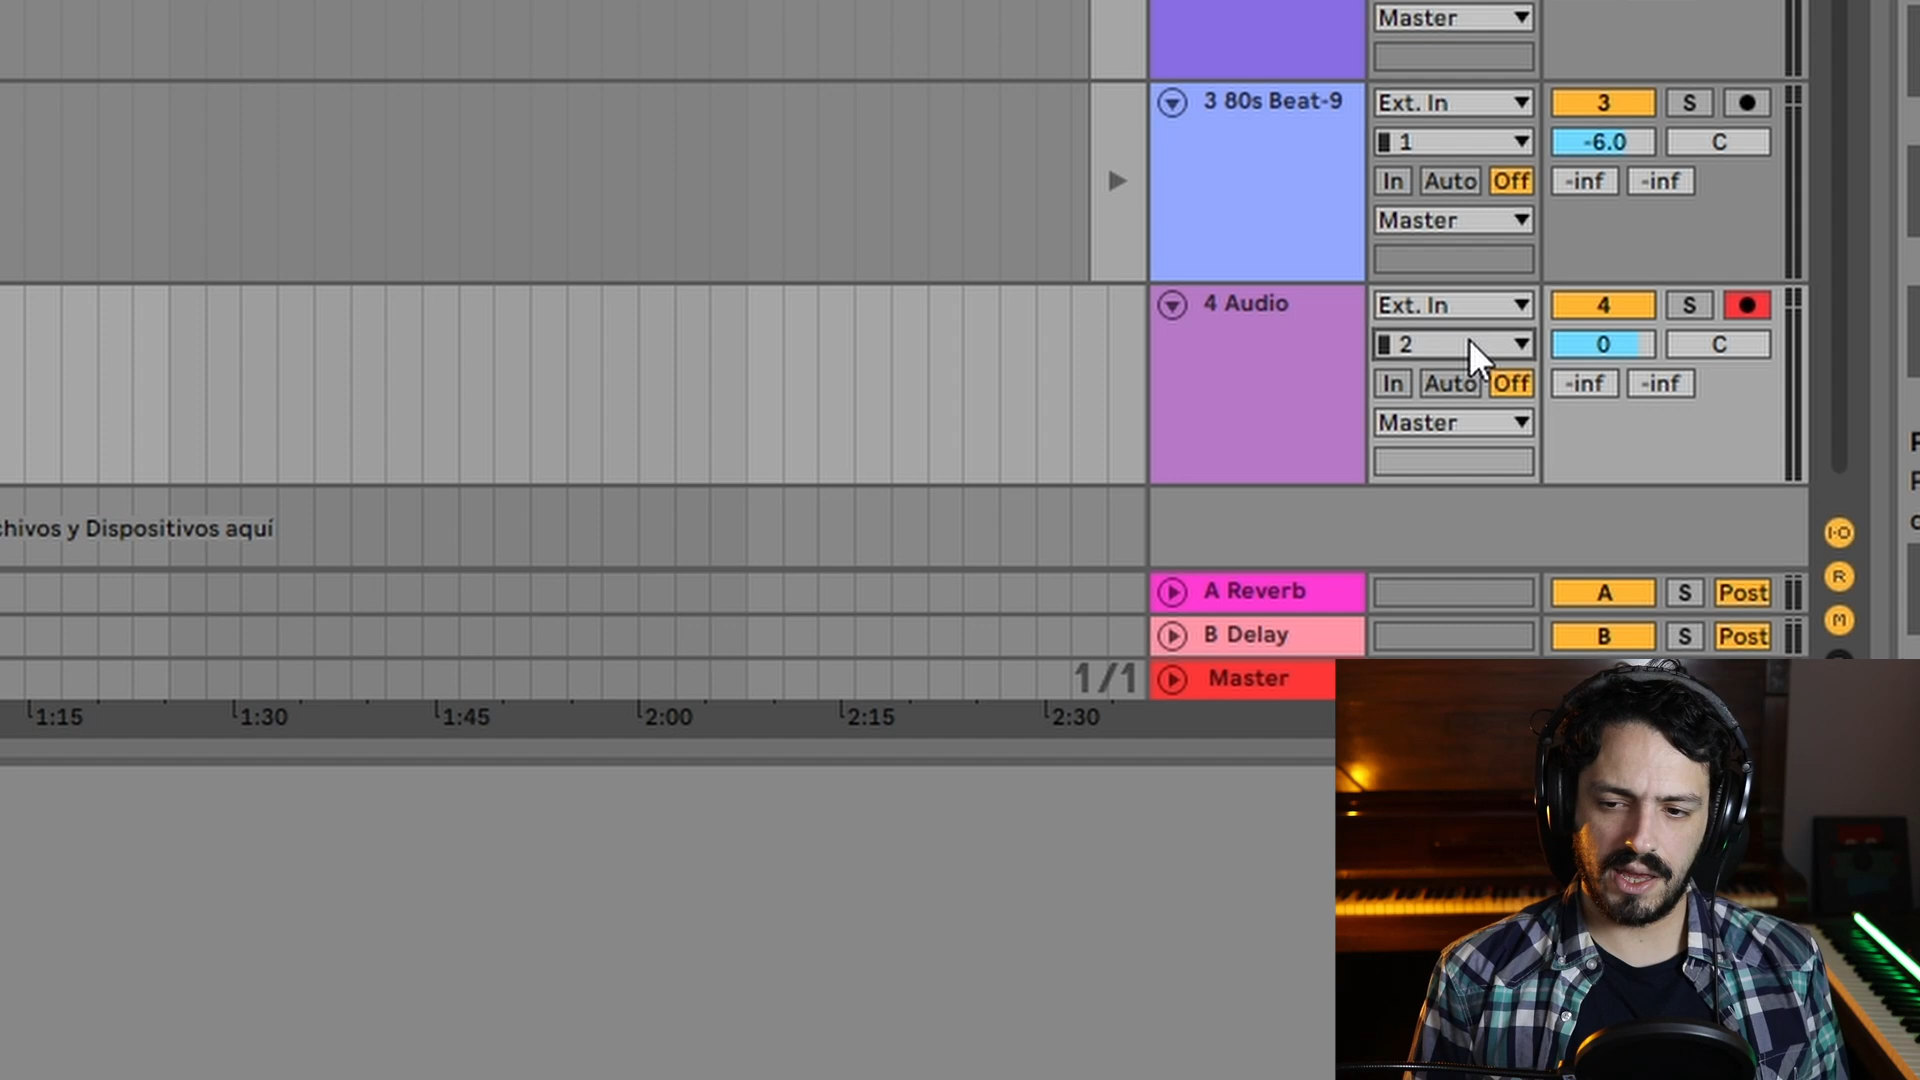 Master
3 80s Beat-9
Ext. In
3
S
1
-6.0
C
In Auto Off
-inf
-inf
Master
4 Audio
Ext. In
4
S
2
0
C
In Auto Off
-inf
-inf
Master
chivos y Dispositivos aquí
I·O
A Reverb
A
S
Post
R
B Delay
B
S
Post
M
1/1
Master
1:15
1:30
1:45
2:00
2:15
2:30